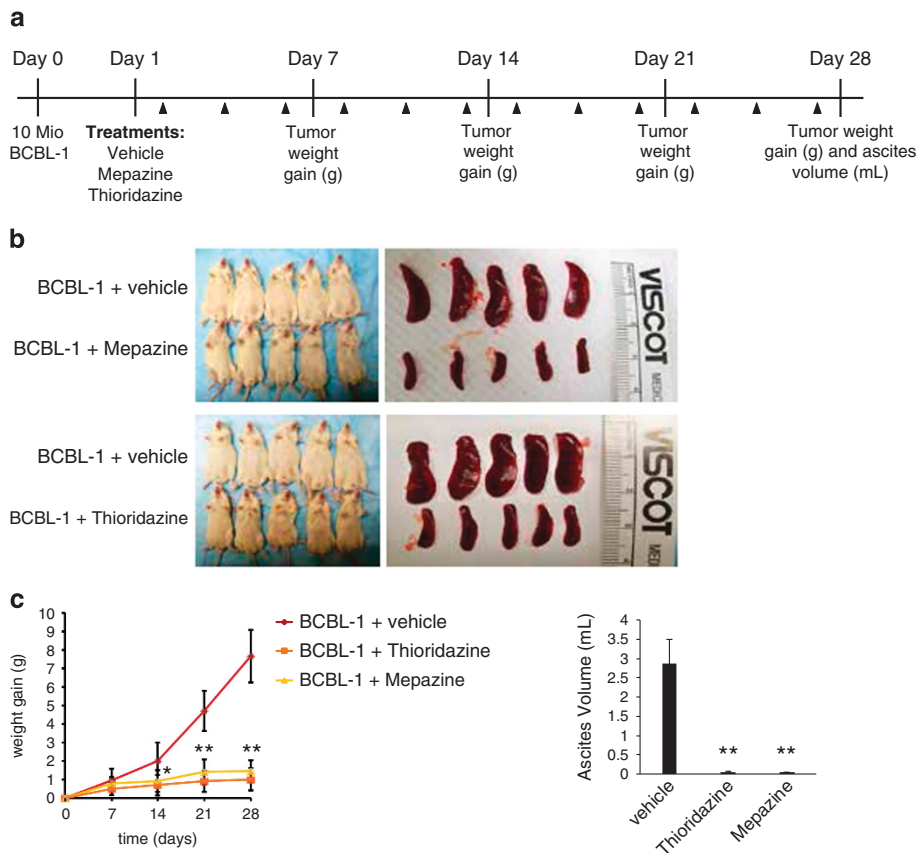 a
Day 0
Day 1
Day 7
Day 14
Day 21
Day 28
10 Mio
BCBL-1
Treatments:
Vehicle
Mepazine
Thioridazine
Tumor
weight
gain (g)
Tumor
weight
gain (g)
Tumor
weight
gain (g)
Tumor weight
gain (g) and ascites
volume (mL)
b
BCBL-1 + vehicle
BCBL-1 + Mepazine
VISCOT
MEDIC
BCBL-1 + vehicle
BCBL-1 + Thioridazine
VISCOT
MEDIC
c
weight gain (g)
10
9
8
7
6
5
4
3
2
1
0
*
**
**
0
7
14
21
28
time (days)
BCBL-1 + vehicle
BCBL-1 + Thioridazine
BCBL-1 + Mepazine
Ascites Volume (mL)
4
3.5
3
2.5
2
1.5
1
0.5
0
**
**
vehicle
Thioridazine
Mepazine